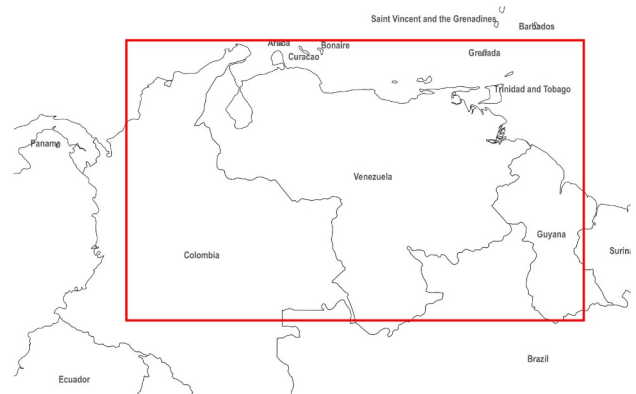 Saint Vincent and the Grenadines
Barbados
Aruba
Bonaire
Curacao
Grenada
Trinidad and Tobago
Panama
Venezuela
Guyana
Colombia
Surina
Brazil
Ecuador